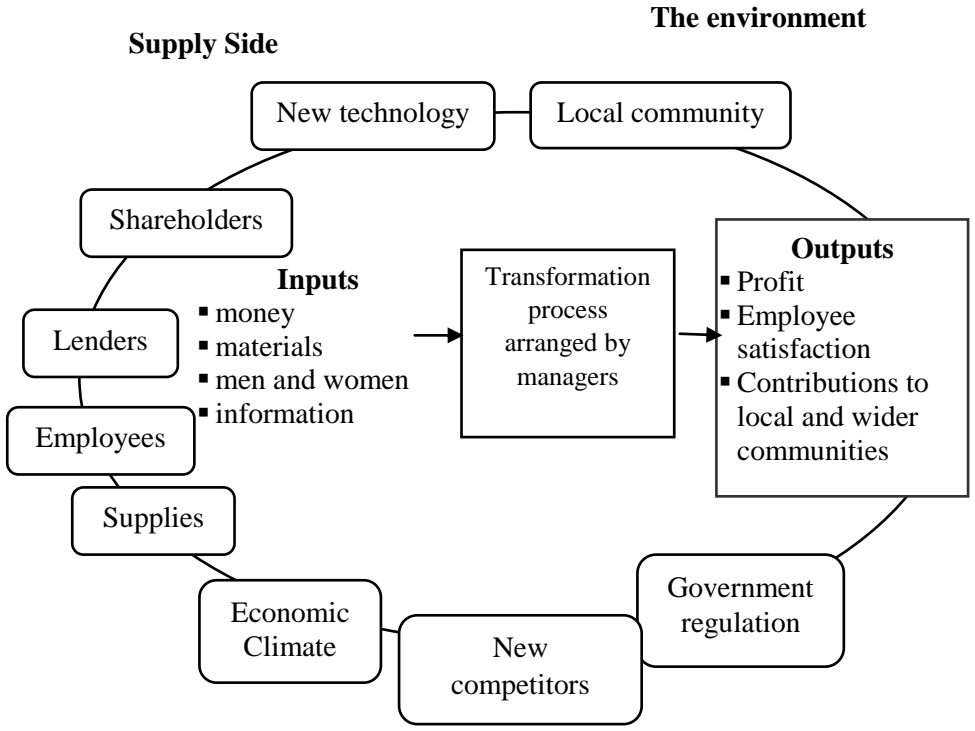 The environment
Supply Side
New technology
Local community
Shareholders
Lenders
Employees
Supplies
Inputs
▪ money
▪ materials
▪ men and women
▪ information
Transformation
process
arranged by
managers
Outputs
▪ Profit
▪ Employee
satisfaction
▪ Contributions to
local and wider
communities
Economic
Climate
New
competitors
Government
regulation